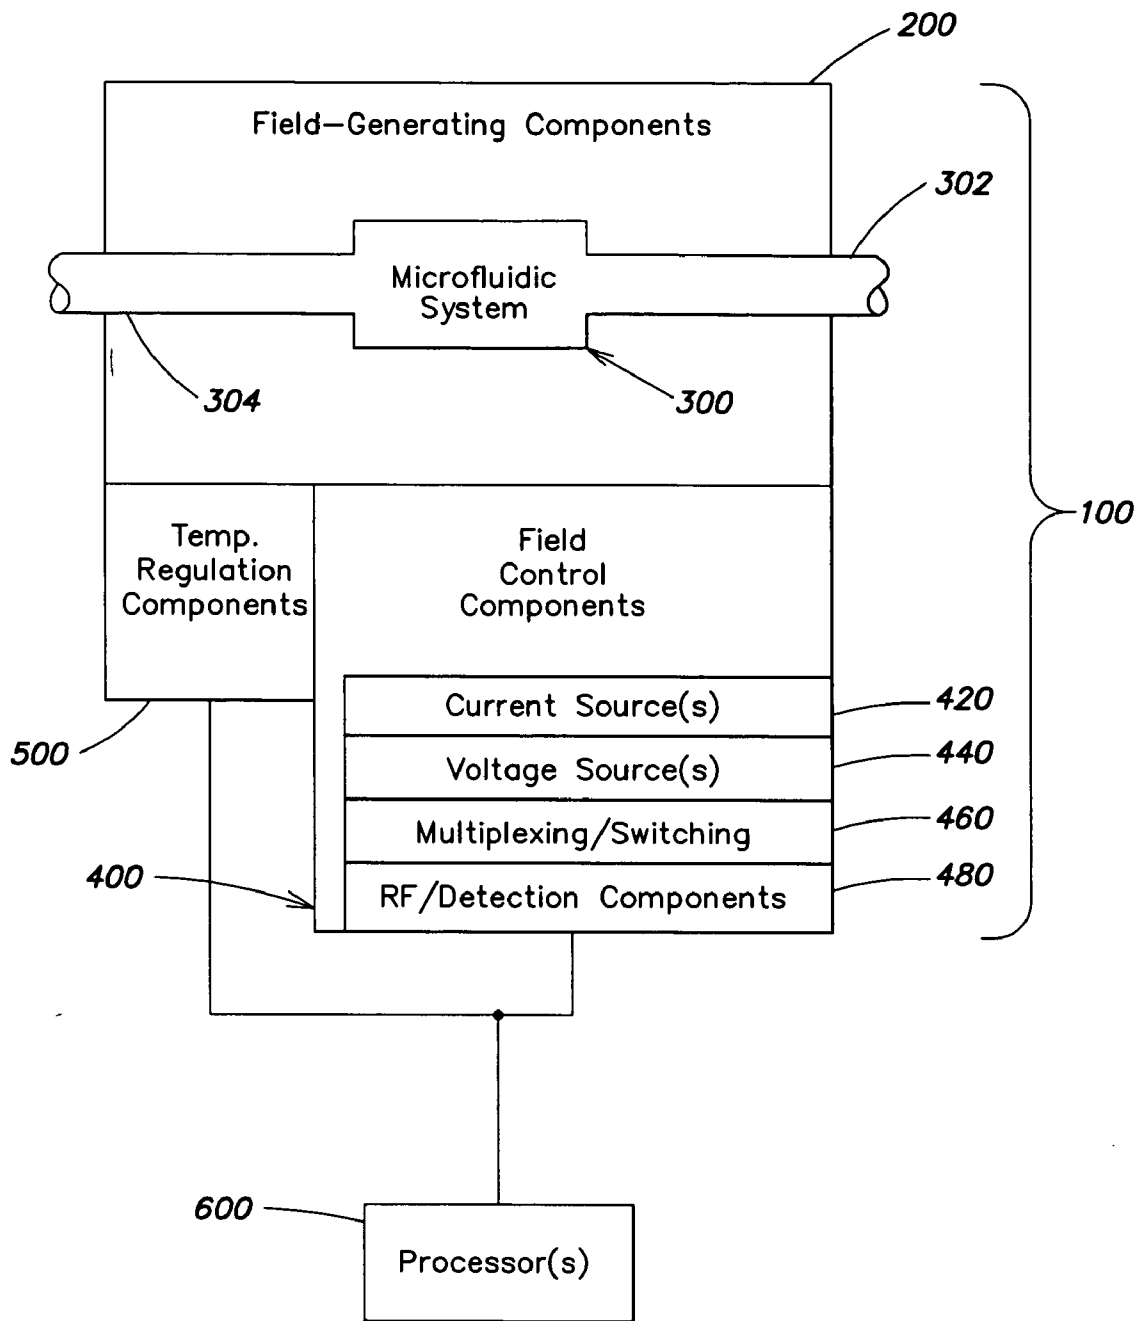 200
Field-Generating Components
302
Microfluidic
System
304
300
100
Temp.
Regulation
Components
Field
Control
Components
Current Source(s)
420
500
Voltage Source(s)
440
Multiplexing/Switching
460
400
RF/Detection Components
480
600
Processor(s)